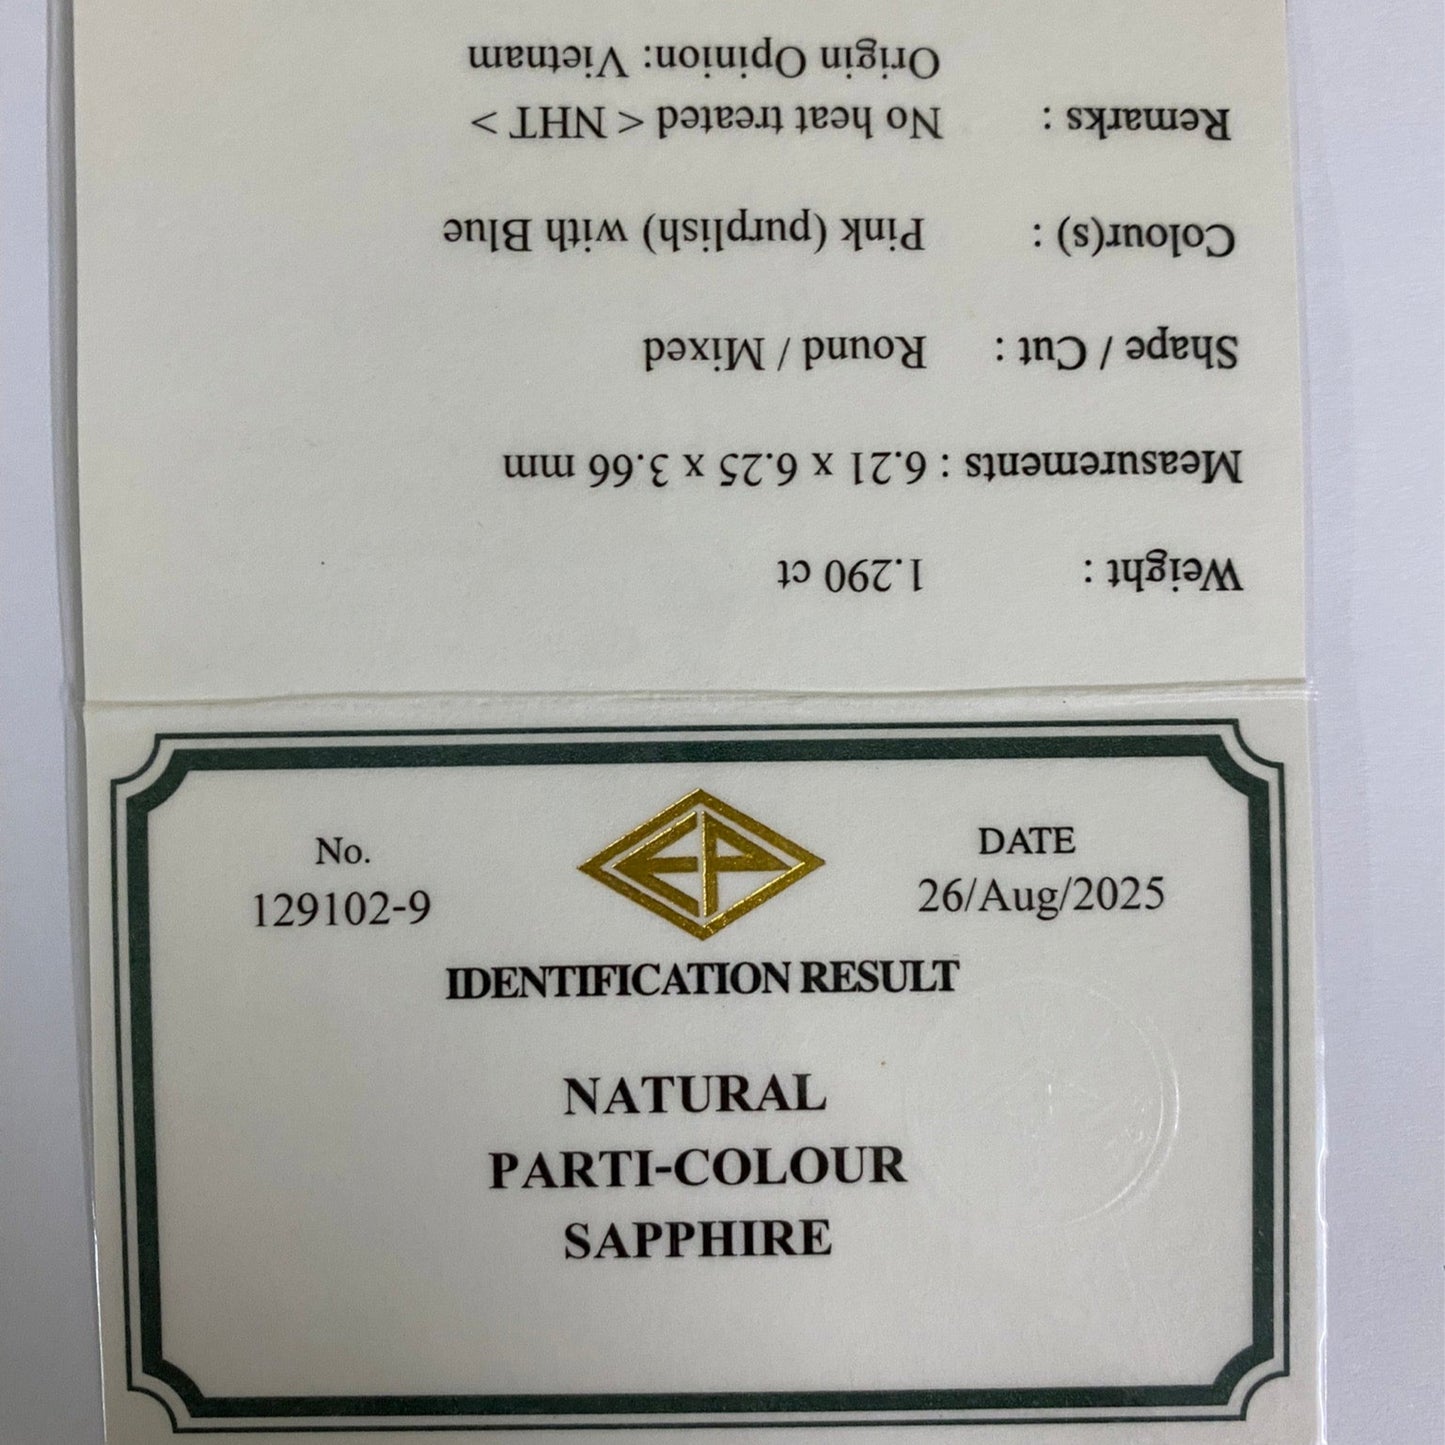 No.
129102-9
EP
DATE
26/Aug/2025
IDENTIFICATION RESULT
NATURAL
PARTI-COLOUR
SAPPHIRE
Weight : 1.290 ct
Measurements : 6.21 x 6.25 x 3.66 mm
Shape / Cut : Round / Mixed
Colour(s) : Pink (purplish) with Blue
Remarks : No heat treated < NHT >
Origin Opinion: Vietnam